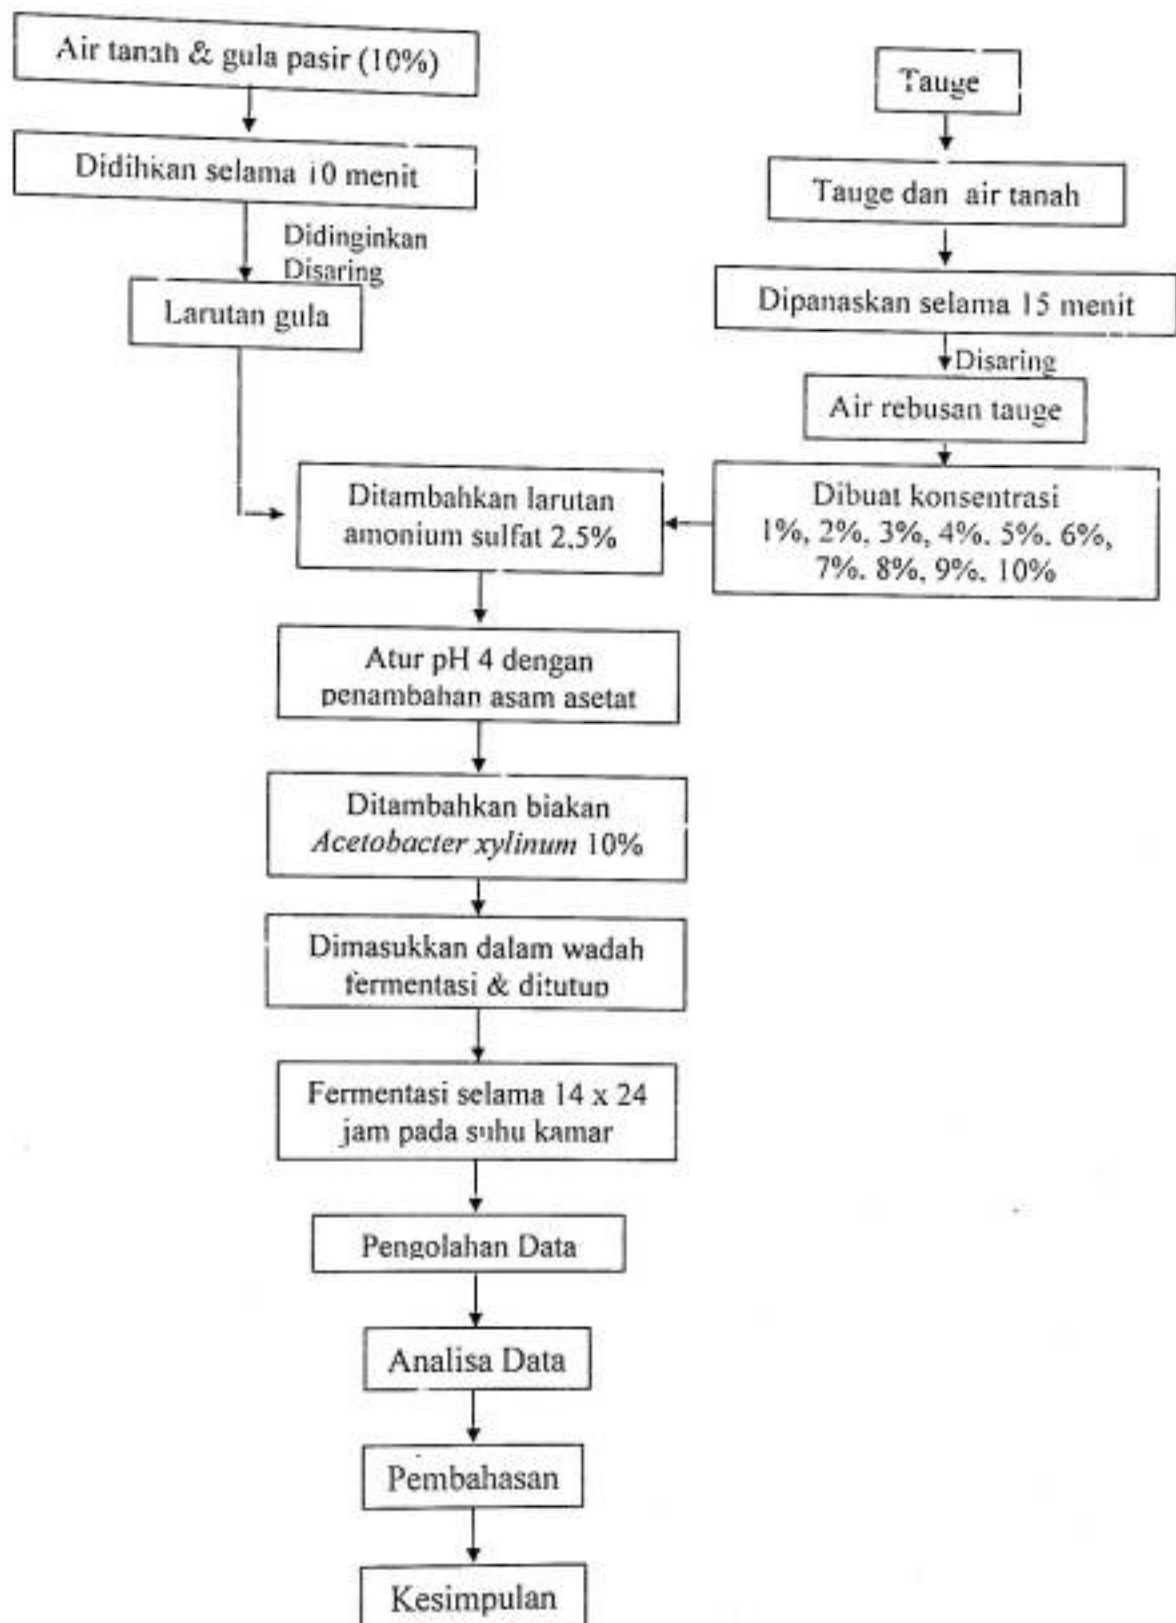 Air tanah & gula pasir (10%)
Didihkan selama 10 menit
Didinginkan
Disaring
Larutan gula
Tauge
Tauge dan air tanah
Dipanaskan selama 15 menit
Disaring
Air rebusan tauge
Dibuat konsentrasi
1%, 2%, 3%, 4%. 5%. 6%,
7%. 8%, 9%. 10%
Ditambahkan larutan
amonium sulfat 2,5%
Atur pH 4 dengan
penambahan asam asetat
Ditambahkan biakan
Acetobacter xylinum 10%
Dimasukkan dalam wadah
fermentasi & ditutup
Fermentasi selama 14 x 24
jam pada suhu kamar
Pengolahan Data
Analisa Data
Pembahasan
Kesimpulan